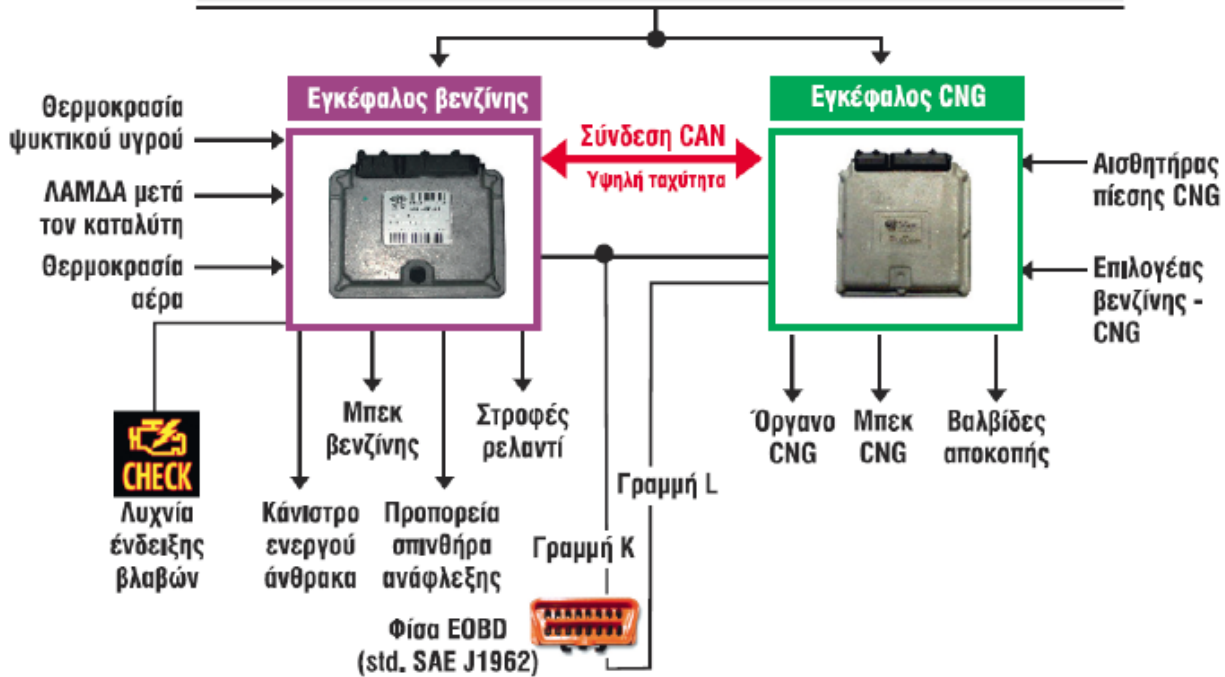 Εγκέφαλος βενζίνης
Εγκέφαλος CNG
Θερμοκρασία
ψυκτικού υγρού
ΛΑΜΔΑ μετά
τον καταλύτη
Θερμοκρασία
αέρα
Σύνδεση CAN
Υψηλή ταχύτητα
Αισθητήρας
πίεσης CNG
Επιλογέας
βενζίνης -
CNG
Μπεκ
βενζίνης
Στροφές
ρελαντί
Όργανο
CNG
Μπεκ
CNG
Βαλβίδες
αποκοπής
CHECK
Λυχνία
ένδειξης
βλαβών
Κάνιστρο
ενεργού
άνθρακα
Προπορεία
σπινθήρα
ανάφλεξης
Γραμμή L
Γραμμή K
Φίσα EOBD
(std. SAE J1962)